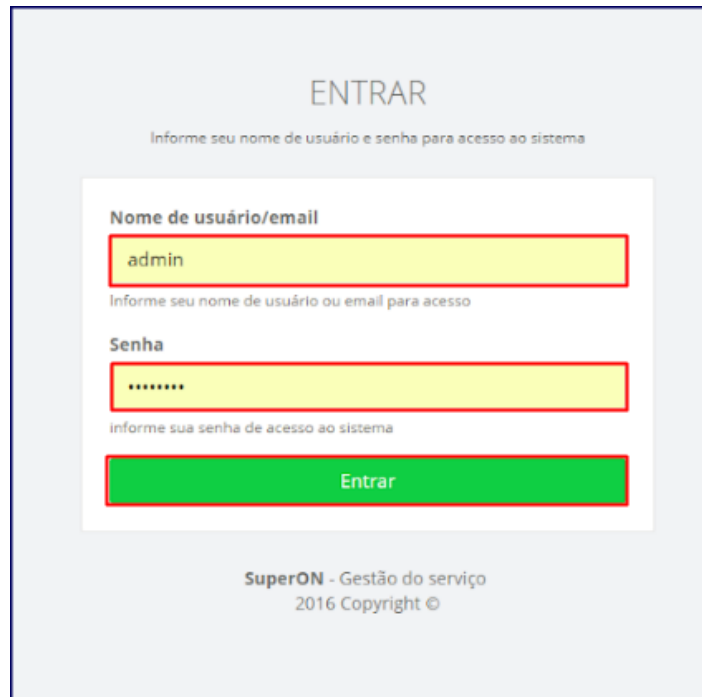 ENTRAR
Informe seu nome de usuário e senha para acesso ao sistema
Nome de usuário/email
admin
Informe seu nome de usuário ou email para acesso
Senha
••••••••
informe sua senha de acesso ao sistema
Entrar
SuperON - Gestão do serviço
2016 Copyright ©